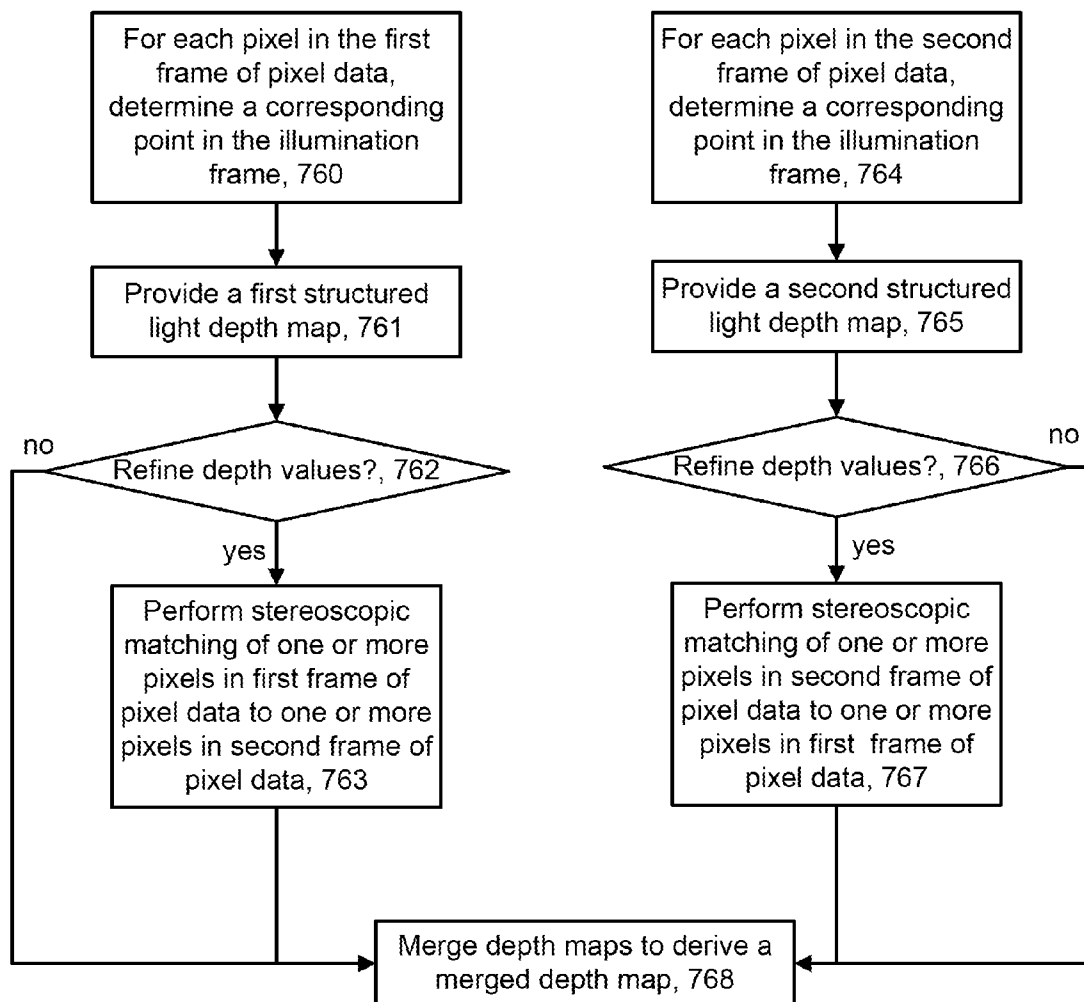 For each pixel in the first
frame of pixel data,
determine a corresponding
point in the illumination
frame, 760
Provide a first structured
light depth map, 761
no
Refine depth values?, 762
yes
Perform stereoscopic
matching of one or more
pixels in first frame of
pixel data to one or more
pixels in second frame of
pixel data, 763
For each pixel in the second
frame of pixel data,
determine a corresponding
point in the illumination
frame, 764
Provide a second structured
light depth map, 765
no
Refine depth values?, 766
yes
Perform stereoscopic
matching of one or more
pixels in second frame of
pixel data to one or more
pixels in first frame of
pixel data, 767
Merge depth maps to derive a
merged depth map, 768